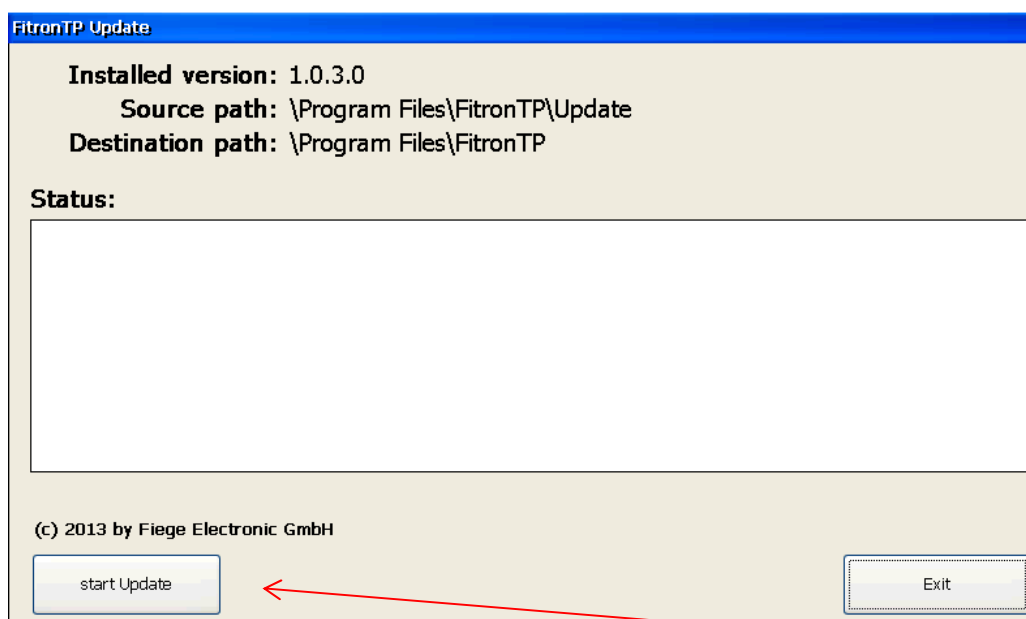 FitronTP Update
Installed version: 1.0.3.0
Source path: \Program Files\FitronTP\Update
Destination path: \Program Files\FitronTP
Status:
(c) 2013 by Fiege Electronic GmbH
start Update
Exit